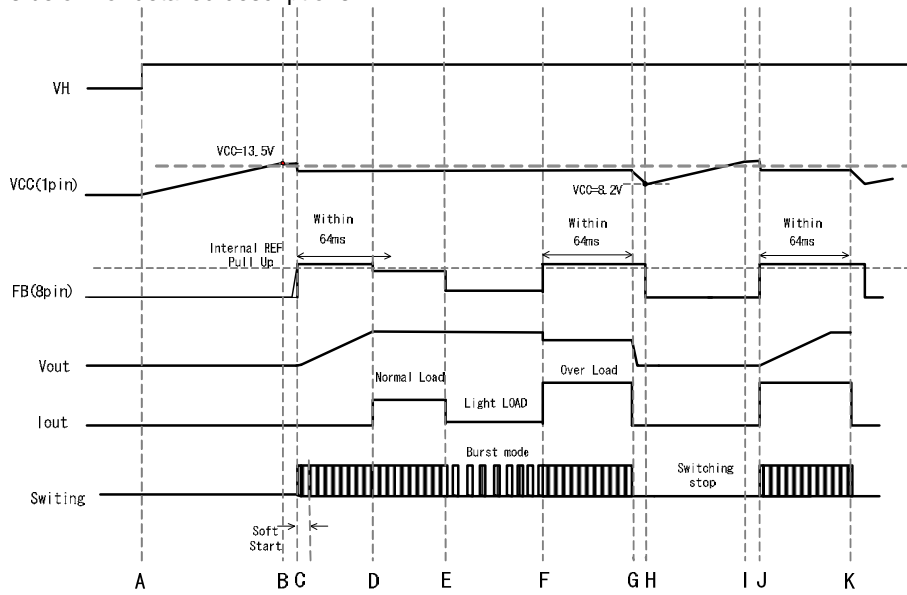 VH
VCC=13.5V
VCC(1pin)
VCC=8.2V
Within
64ms
Within
64ms
Within
64ms
Internal REF
Pull Up
FB(8pin)
Vout
Normal Load
Over Load
Light LOAD
Iout
Burst mode
Switching
stop
Switing
Soft
Start
A B C D E F G H I J K